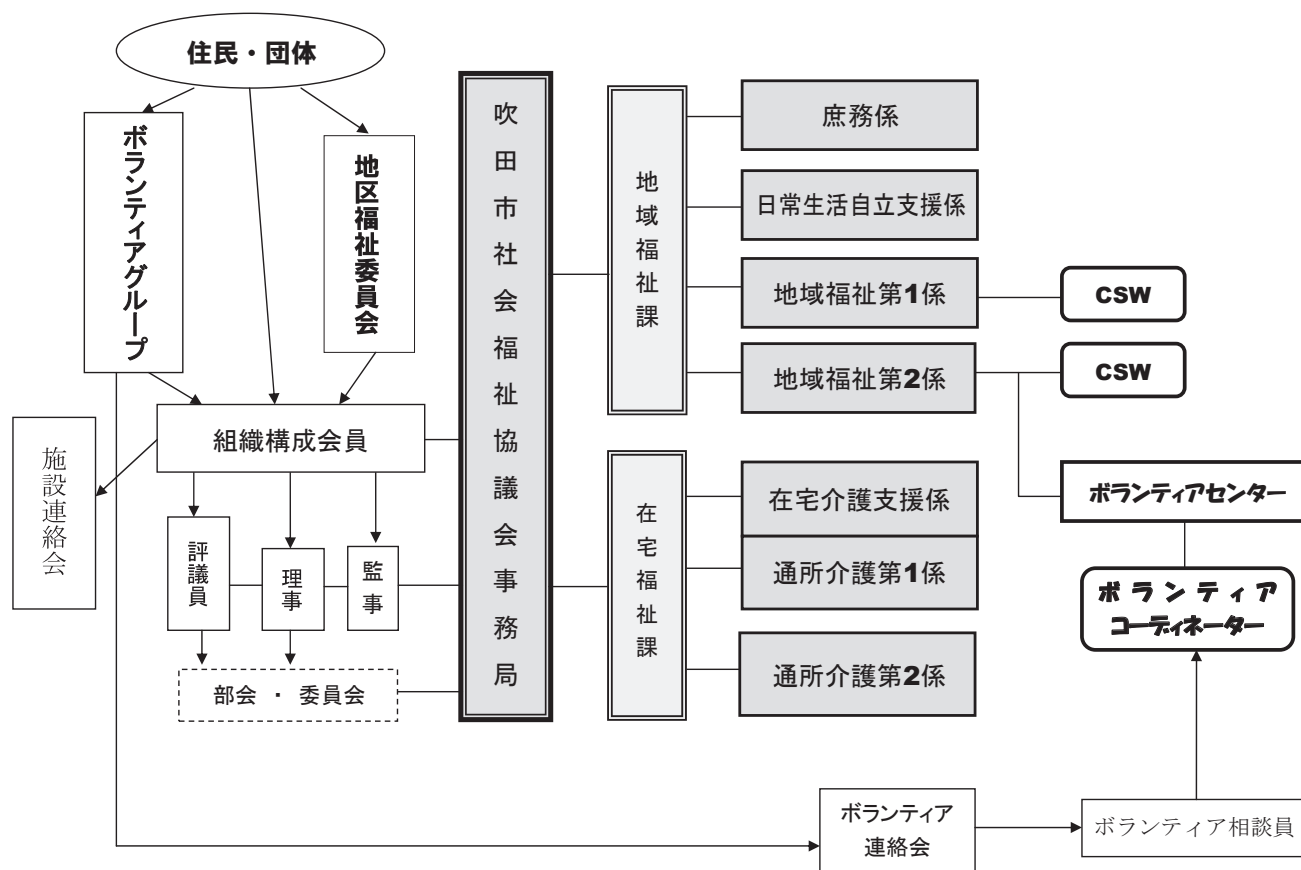 住民・団体
ボランティアグループ
地区福祉委員会
組織構成会員
施設連絡会
評議員
理事
監事
部会 ・ 委員会
吹田市社会福祉協議会事務局
地域福祉課
庶務係
日常生活自立支援係
地域福祉第1係
CSW
地域福祉第2係
CSW
在宅福祉課
在宅介護支援係
通所介護第1係
通所介護第2係
ボランティアセンター
ボランティア
コーディネーター
ボランティア
連絡会
ボランティア相談員